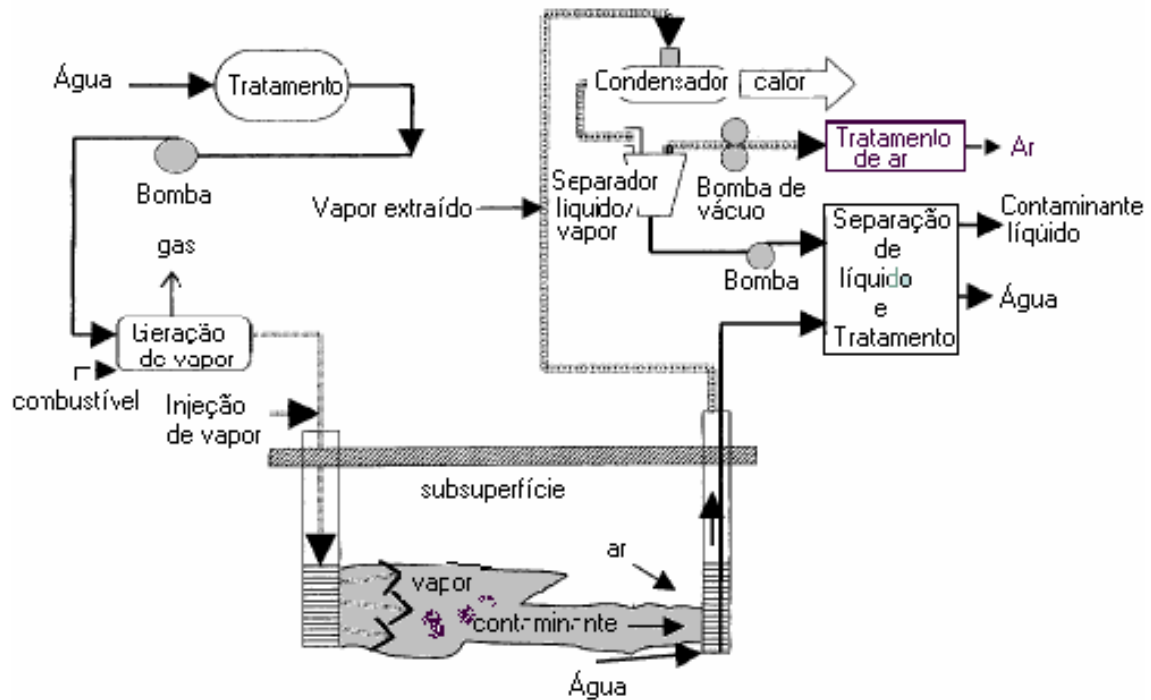 Água
Tratamento
Bomba
gas
Geração
de vapor
combustível
Injeção
de vapor
Vapor extraído
Condensador
calor
Separador
líquido/
vapor
Bomba de
vácuo
Tratamento
de ar
Ar
Bomba
Separação
de
líquido
e
Tratamento
Contaminante
líqüido
Água
subsuperfície
ar
vapor
contaminante
Água